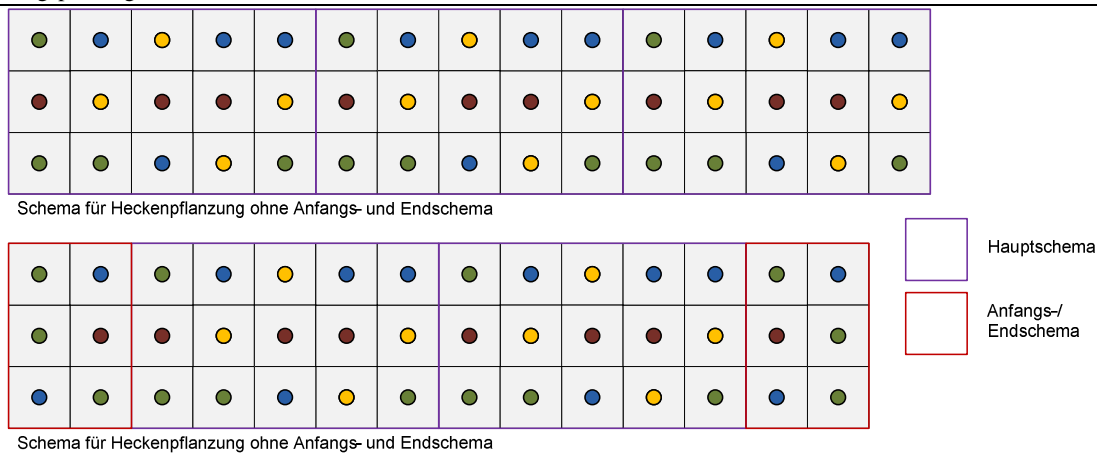 Schema für Heckenpflanzung ohne Anfangs- und Endschema
Hauptschema
Anfangs-/
Endschema
Schema für Heckenpflanzung ohne Anfangs- und Endschema